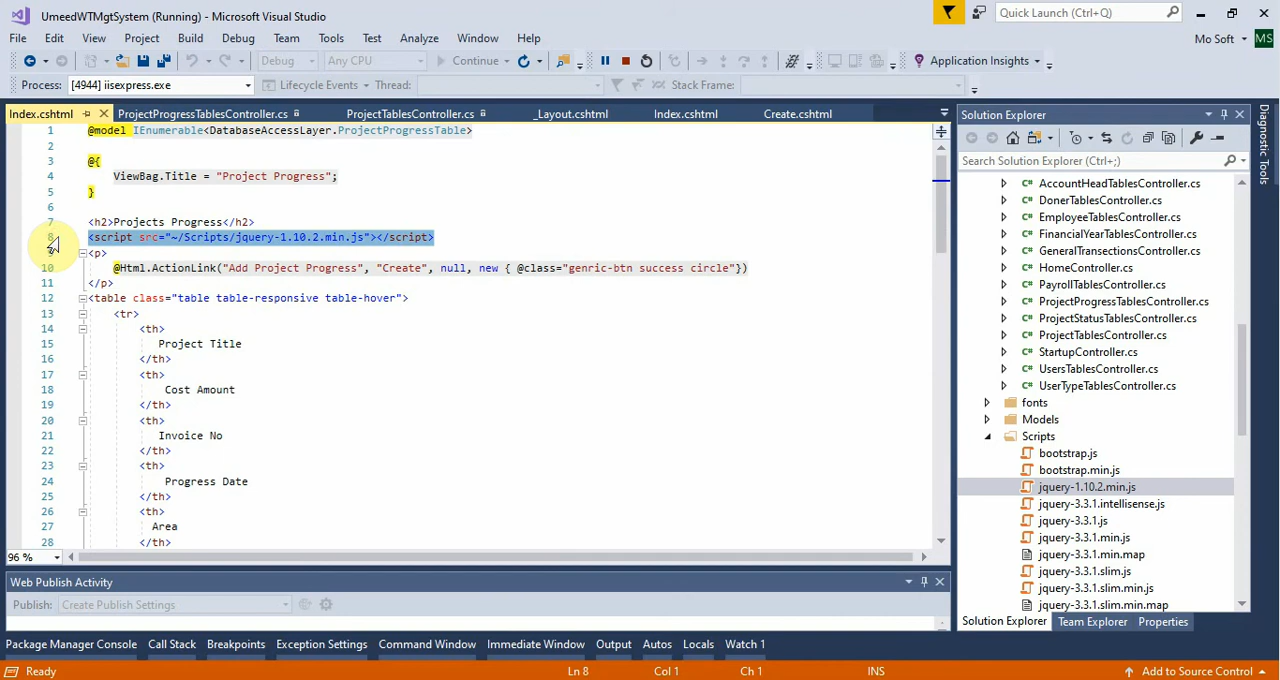 UmeedWTMgtSystem (Running) - Microsoft Visual Studio
Quick Launch (Ctrl+Q)
File Edit View Project Build Debug Team Tools Test Analyze Window Help
Mo Soft MS
Debug Any CPU Continue Application Insights
Process: [4944] iisexpress.exe Lifecycle Events Thread: Stack Frame:
Index.cshtml ProjectProgressTablesController.cs ProjectTablesController.cs _Layout.cshtml Index.cshtml Create.cshtml
1 @model IEnumerable<DatabaseAccessLayer.ProjectProgressTable>
2
3 @{
4 ViewBag.Title = "Project Progress";
5 }
6
7 <h2>Projects Progress</h2>
8 <script src="~/Scripts/jquery-1.10.2.min.js"></script>
9 <p>
10 @Html.ActionLink("Add Project Progress", "Create", null, new { @class="genric-btn success circle"})
11 </p>
12 <table class="table table-responsive table-hover">
13 <tr>
14 <th>
15 Project Title
16 </th>
17 <th>
18 Cost Amount
19 </th>
20 <th>
21 Invoice No
22 </th>
23 <th>
24 Progress Date
25 </th>
26 <th>
27 Area
28 </th>
96 %
Solution Explorer
Search Solution Explorer (Ctrl+;)
C# AccountHeadTablesController.cs
C# DonerTablesController.cs
C# EmployeeTablesController.cs
C# FinancialYearTablesController.cs
C# GeneralTransectionsController.cs
C# HomeController.cs
C# PayrollTablesController.cs
C# ProjectProgressTablesController.cs
C# ProjectStatusTablesController.cs
C# ProjectTablesController.cs
C# StartupController.cs
C# UsersTablesController.cs
C# UserTypeTablesController.cs
fonts
Models
Scripts
bootstrap.js
bootstrap.min.js
jquery-1.10.2.min.js
jquery-3.3.1.intellisense.js
jquery-3.3.1.js
jquery-3.3.1.min.js
jquery-3.3.1.min.map
jquery-3.3.1.slim.js
jquery-3.3.1.slim.min.js
jquery-3.3.1.slim.min.map
Solution Explorer Team Explorer Properties
Diagnostic Tools
Web Publish Activity
Publish: Create Publish Settings
Package Manager Console Call Stack Breakpoints Exception Settings Command Window Immediate Window Output Autos Locals Watch 1
Ready Ln 8 Col 1 Ch 1 INS Add to Source Control